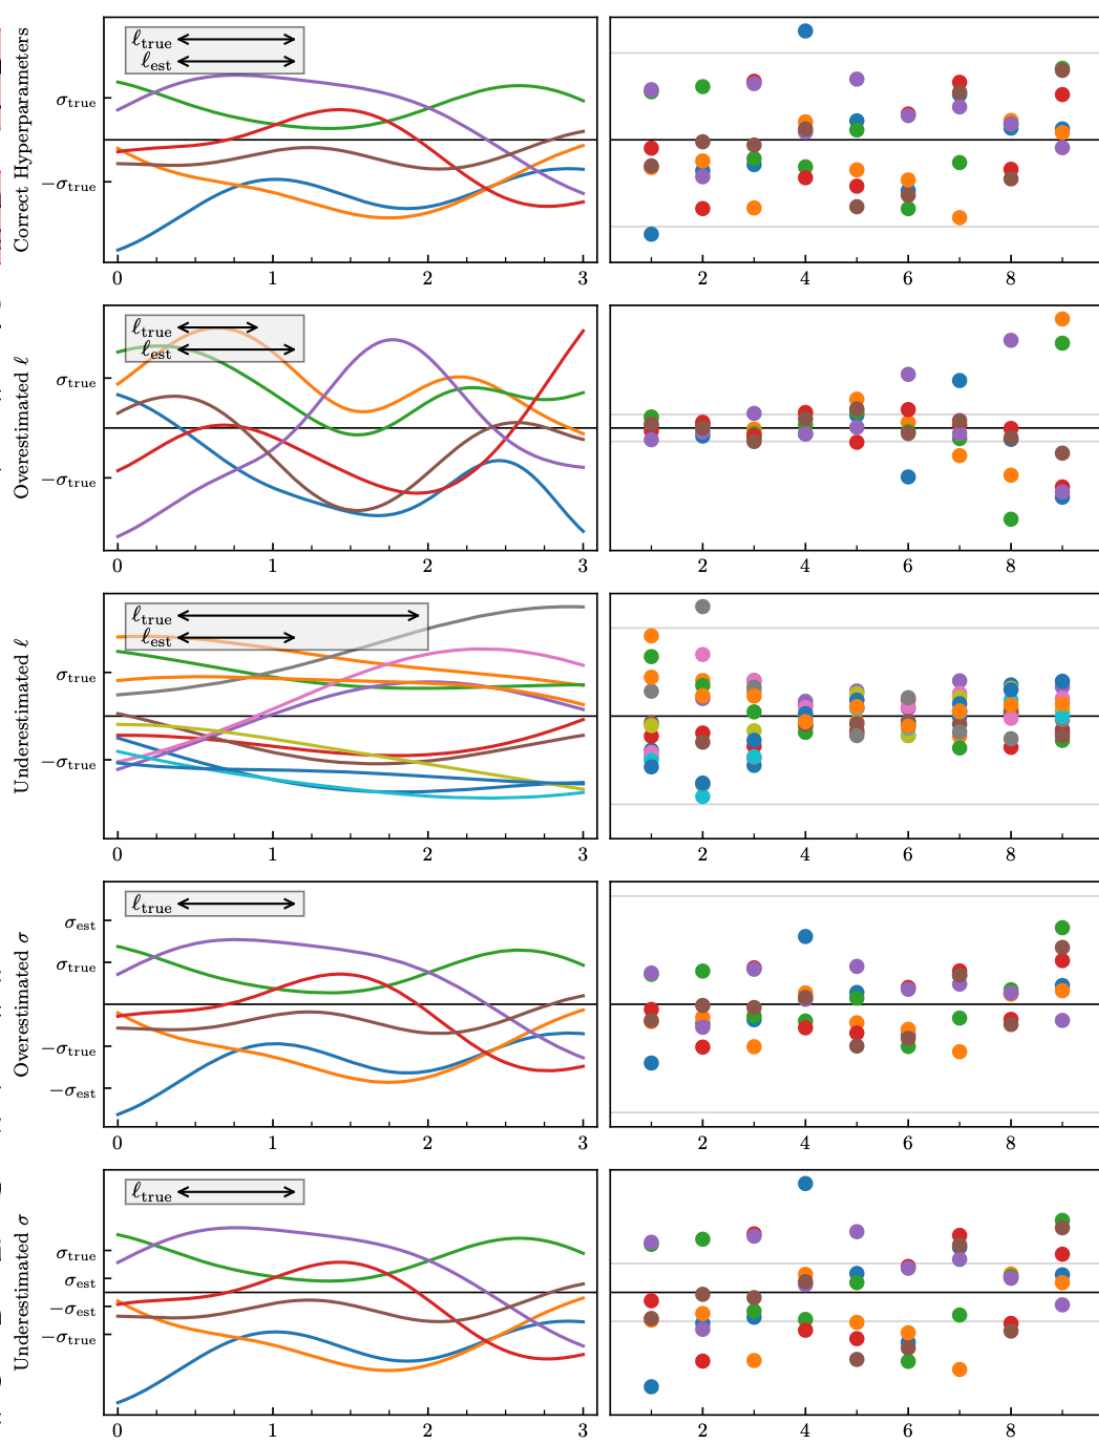 Correct Hyperparameters
ℓtrue
ℓest
σtrue
−σtrue
0 1 2 3
2 4 6 8
Overestimated ℓ
ℓtrue
ℓest
σtrue
−σtrue
0 1 2 3
2 4 6 8
Underestimated ℓ
ℓtrue
ℓest
σtrue
−σtrue
0 1 2 3
2 4 6 8
Overestimated σ
ℓtrue
σest
σtrue
−σtrue
−σest
0 1 2 3
2 4 6 8
Underestimated σ
ℓtrue
σtrue
σest
−σest
−σtrue
0 1 2 3
2 4 6 8